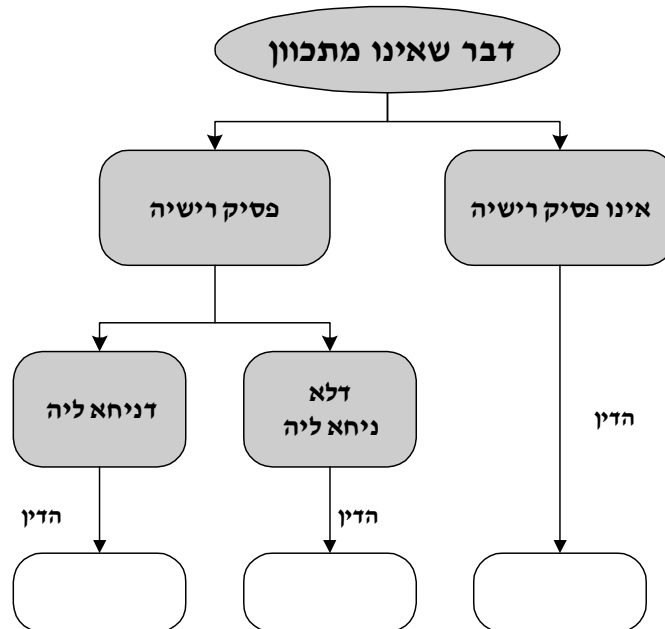 דבר שאינו מתכוון
אינו פסיק רישיה
פסיק רישיה
דלא
ניחא ליה
דניחא ליה
הדין
הדין
הדין